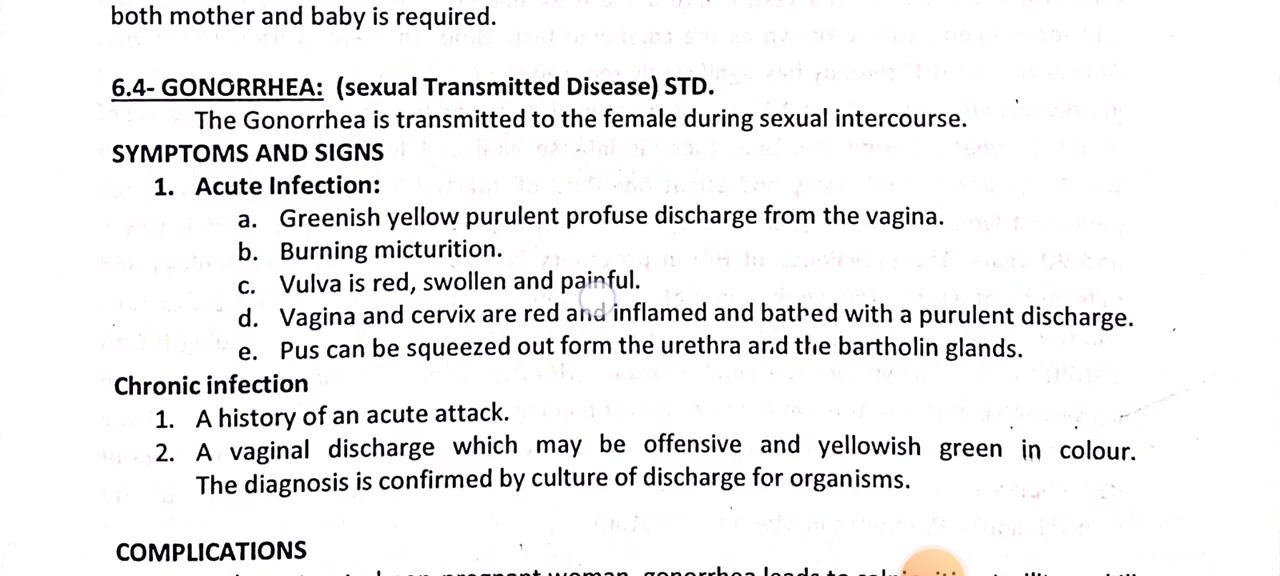 both mother and baby is required.
6.4- GONORRHEA: (sexual Transmitted Disease) STD.
The Gonorrhea is transmitted to the female during sexual intercourse.
SYMPTOMS AND SIGNS
1. Acute Infection:
a. Greenish yellow purulent profuse discharge from the vagina.
b. Burning micturition.
c. Vulva is red, swollen and painful.
d. Vagina and cervix are red and inflamed and bathed with a purulent discharge.
e. Pus can be squeezed out form the urethra and the bartholin glands.
Chronic infection
1. A history of an acute attack.
2. A vaginal discharge which may be offensive and yellowish green in colour.
The diagnosis is confirmed by culture of discharge for organisms.
COMPLICATIONS
pregnant woman, gonorrhea leads to